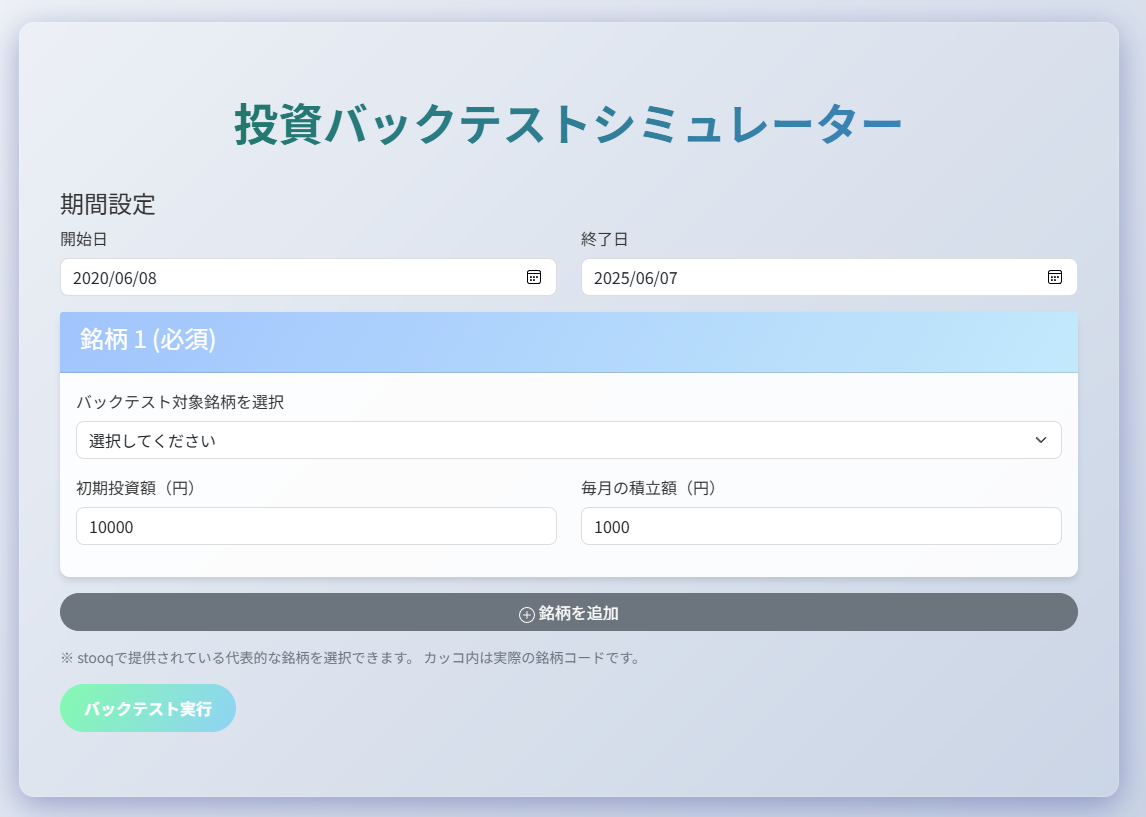 投資バックテストシミュレーター
期間設定
開始日 終了日
2020/06/08 2025/06/07
銘柄 1 (必須)
バックテスト対象銘柄を選択
選択してください
初期投資額（円） 毎月の積立額（円）
10000 1000
銘柄を追加
※ stooqで提供されている代表的な銘柄を選択できます。 カッコ内は実際の銘柄コードです。
バックテスト実行